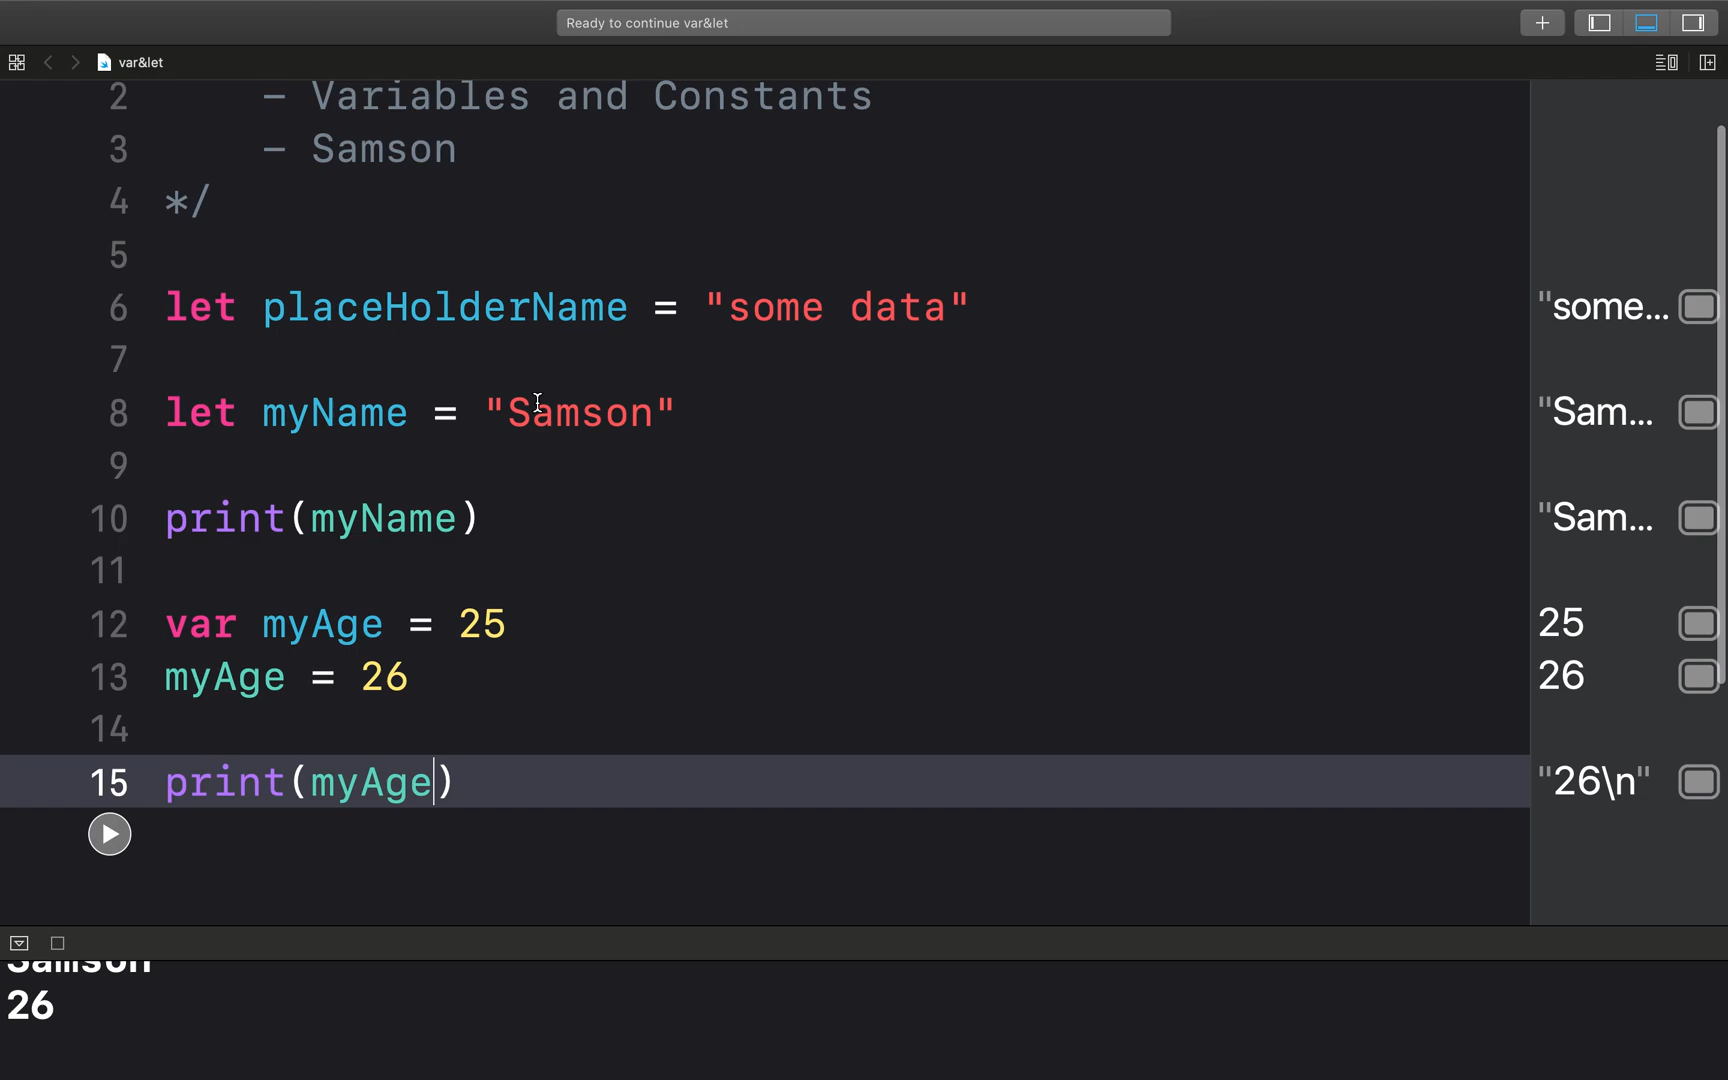 Ready to continue var&let
var&let
2 - Variables and Constants
3 - Samson
4 */
5
6 let placeHolderName = "some data" "some...
7
8 let myName = "Samson" "Sam...
9
10 print(myName) "Sam...
11
12 var myAge = 25 25
13 myAge = 26 26
14
15 print(myAge) "26\n"
Samson
26